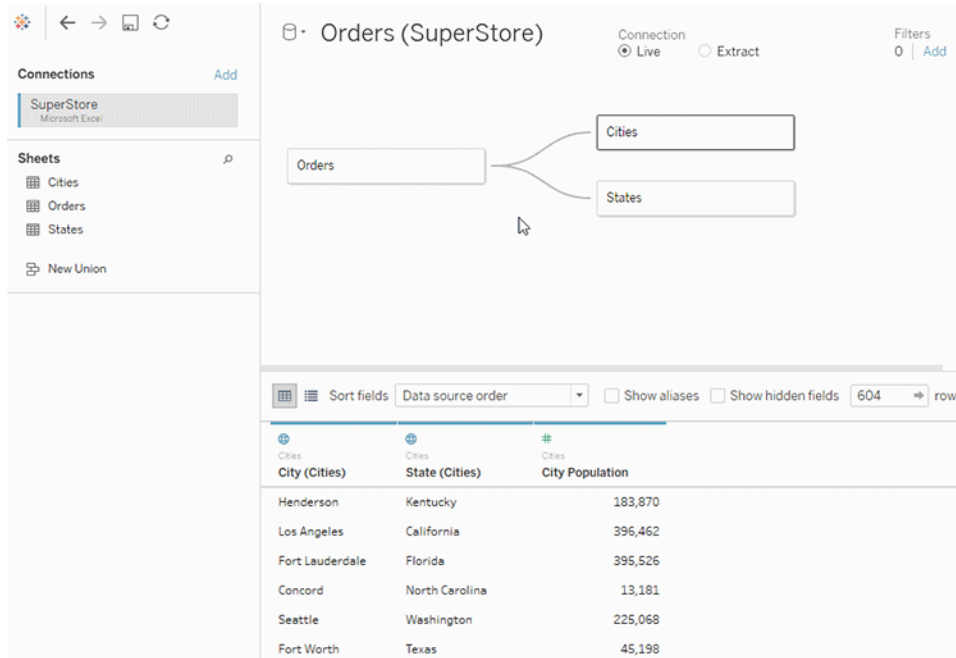 Connections Add
SuperStore
Microsoft Excel
Sheets
Cities
Orders
States
New Union
Orders (SuperStore)
Connection
Live Extract
Filters
0 Add
Orders
Cities
States
Sort fields Data source order Show aliases Show hidden fields 604 row
Cities Cities Cities
City (Cities) State (Cities) City Population
Henderson Kentucky 183,870
Los Angeles California 396,462
Fort Lauderdale Florida 395,526
Concord North Carolina 13,181
Seattle Washington 225,068
Fort Worth Texas 45,198